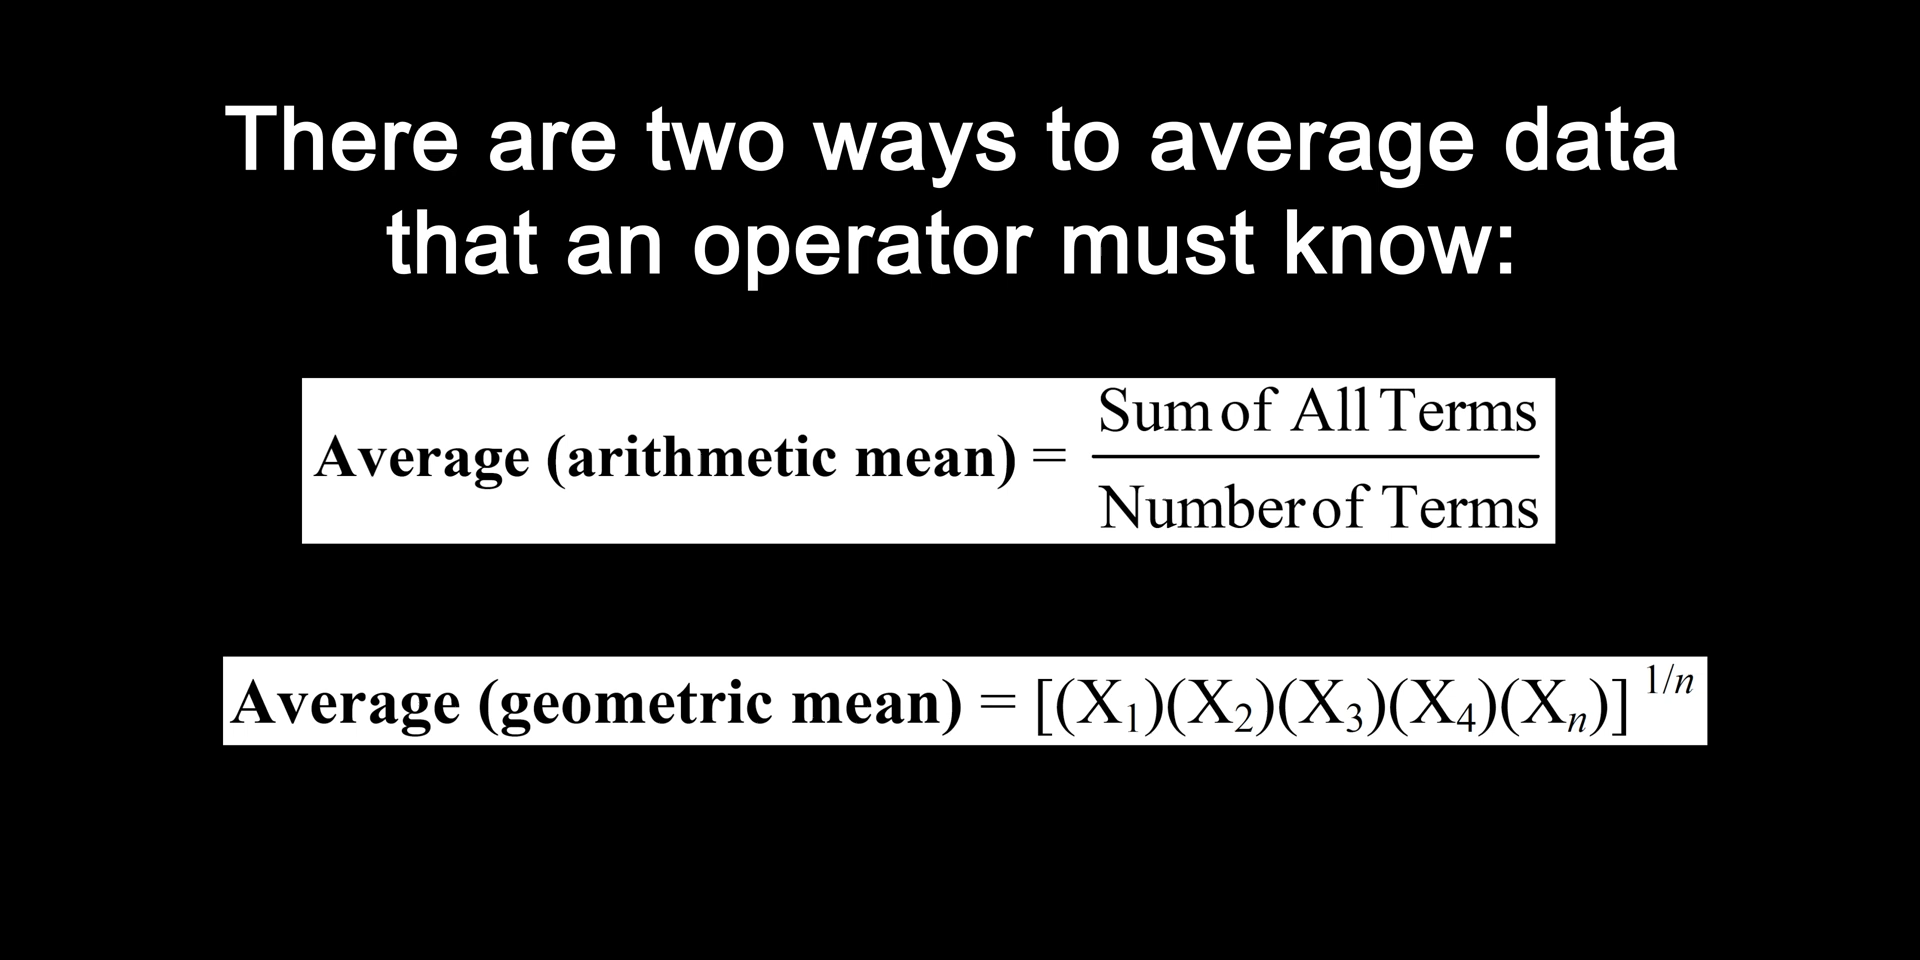 There are two ways to average data
that an operator must know:
Average (arithmetic mean) = Sum of All Terms / Number of Terms
Average (geometric mean) = [(X₁)(X₂)(X₃)(X₄)(Xₙ)]^1/n